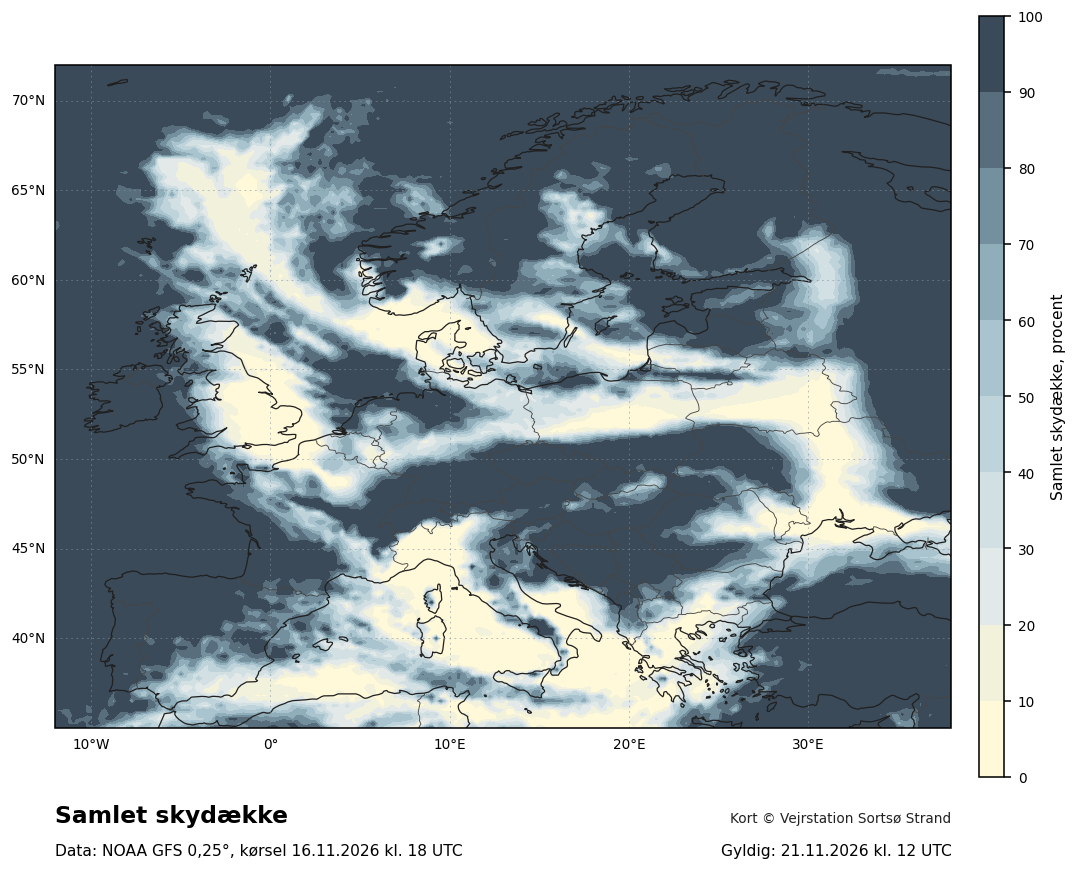 100
90
80
70
60
50
40
30
20
10
0
Samlet skydække, procent
70°N
65°N
60°N
55°N
50°N
45°N
40°N
10°W
0°
10°E
20°E
30°E
Samlet skydække
Kort © Vejrstation Sortsø Strand
Data: NOAA GFS 0,25°, kørsel 16.11.2026 kl. 18 UTC
Gyldig: 21.11.2026 kl. 12 UTC